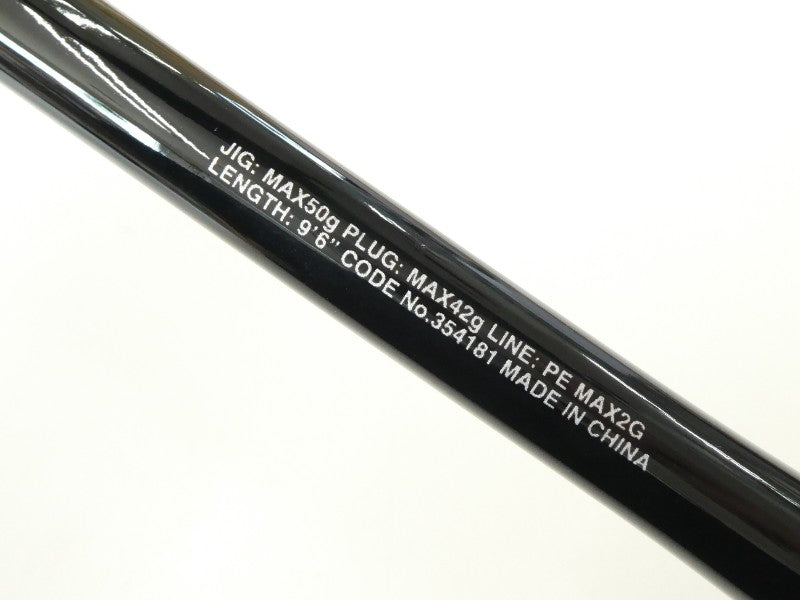 JIG: MAX50g PLUG: MAX42g LINE: PE MAX2G
LENGTH: 9'6" CODE No.354181 MADE IN CHINA